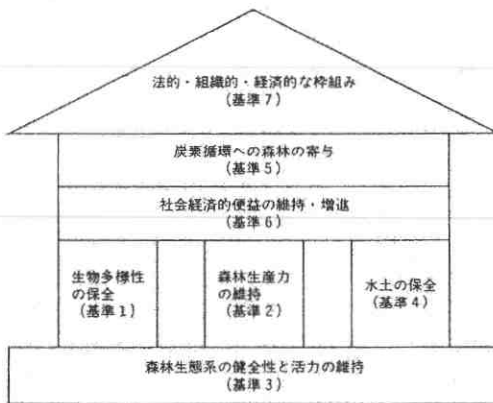 法的・組織的・経済的な枠組み
(基準7)
炭素循環への森林の寄与
(基準5)
社会経済的便益の維持・増進
(基準6)
生物多様性
の保全
(基準1)
森林生産力
の維持
(基準2)
水土の保全
(基準4)
森林生態系の健全性と活力の維持
(基準3)